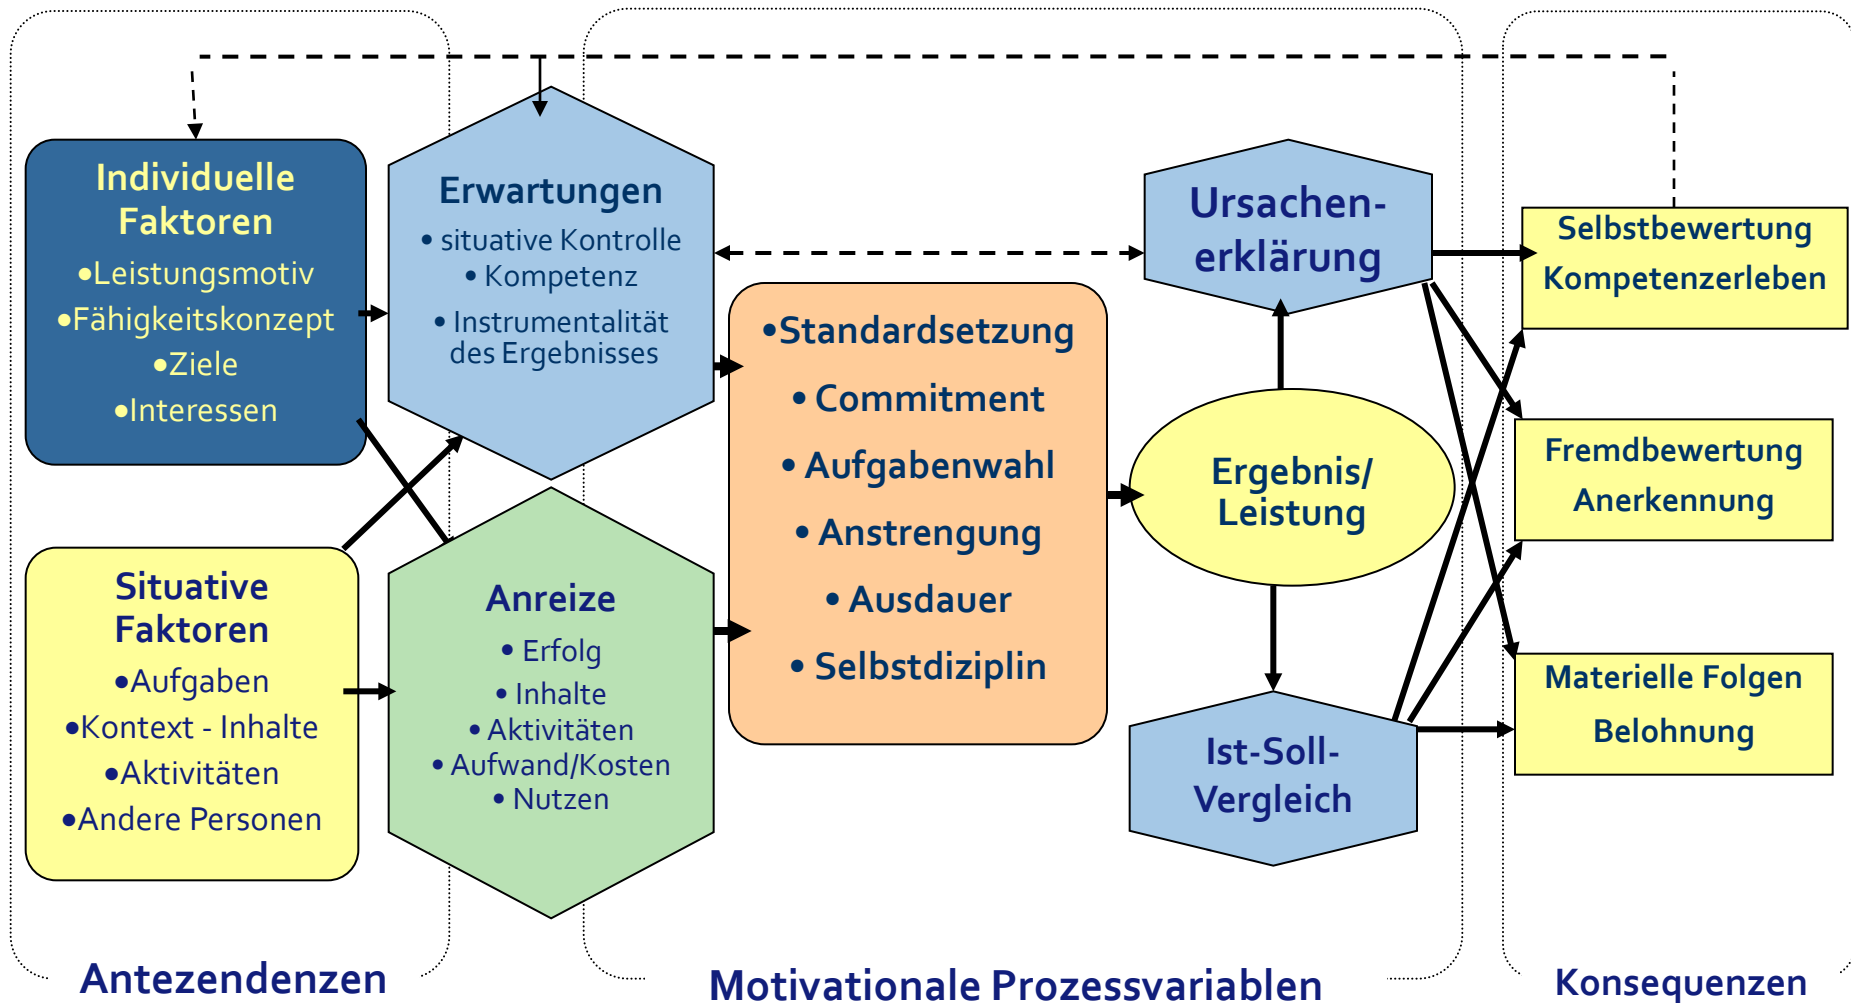 Individuelle
Faktoren
•Leistungsmotiv
•Fähigkeitskonzept
•Ziele
•Interessen
Situative
Faktoren
•Aufgaben
•Kontext - Inhalte
•Aktivitäten
•Andere Personen
Erwartungen
• situative Kontrolle
• Kompetenz
• Instrumentalität
des Ergebnisses
Anreize
• Erfolg
• Inhalte
• Aktivitäten
• Aufwand/Kosten
• Nutzen
•Standardsetzung
• Commitment
• Aufgabenwahl
• Anstrengung
• Ausdauer
• Selbstdiziplin
Ursachen-
erklärung
Ergebnis/
Leistung
Ist-Soll-
Vergleich
Selbstbewertung
Kompetenzerleben
Fremdbewertung
Anerkennung
Materielle Folgen
Belohnung
Antezendenzen
Motivationale Prozessvariablen
Konsequenzen